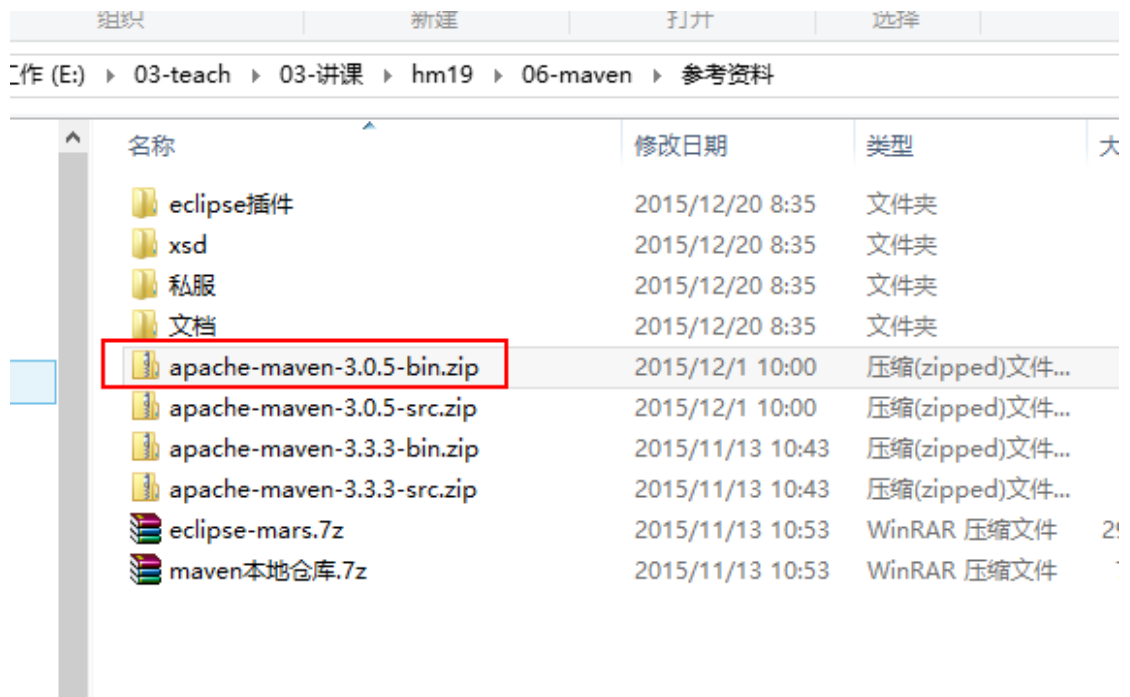 组织 新建 打开 选择
工作 (E:) 03-teach 03-讲课 hm19 06-maven 参考资料
名称 修改日期 类型 大
eclipse插件 2015/12/20 8:35 文件夹
xsd 2015/12/20 8:35 文件夹
私服 2015/12/20 8:35 文件夹
文档 2015/12/20 8:35 文件夹
apache-maven-3.0.5-bin.zip 2015/12/1 10:00 压缩(zipped)文件...
apache-maven-3.0.5-src.zip 2015/12/1 10:00 压缩(zipped)文件...
apache-maven-3.3.3-bin.zip 2015/11/13 10:43 压缩(zipped)文件...
apache-maven-3.3.3-src.zip 2015/11/13 10:43 压缩(zipped)文件...
eclipse-mars.7z 2015/11/13 10:53 WinRAR 压缩文件 29
maven本地仓库.7z 2015/11/13 10:53 WinRAR 压缩文件